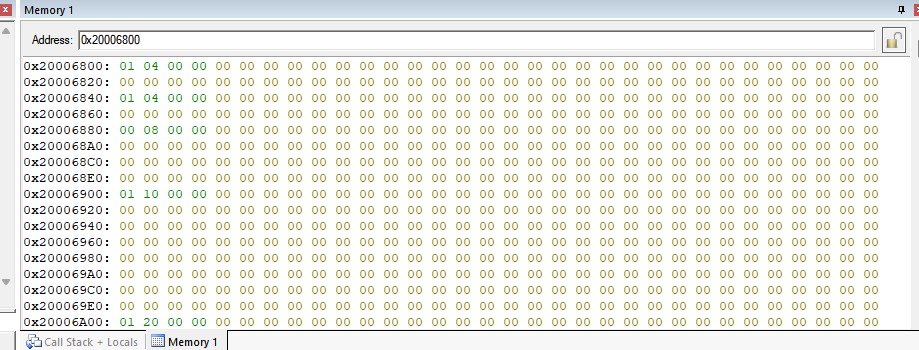 Memory 1
Address: 0x20006800
0x20006800: 01 04 00 00 00 00 00 00 00 00 00 00 00 00 00 00 00 00 00 00 00 00 00 00 00 00 00 00 00 00 00 00
0x20006820: 00 00 00 00 00 00 00 00 00 00 00 00 00 00 00 00 00 00 00 00 00 00 00 00 00 00 00 00 00 00 00 00
0x20006840: 01 04 00 00 00 00 00 00 00 00 00 00 00 00 00 00 00 00 00 00 00 00 00 00 00 00 00 00 00 00 00 00
0x20006860: 00 00 00 00 00 00 00 00 00 00 00 00 00 00 00 00 00 00 00 00 00 00 00 00 00 00 00 00 00 00 00 00
0x20006880: 00 08 00 00 00 00 00 00 00 00 00 00 00 00 00 00 00 00 00 00 00 00 00 00 00 00 00 00 00 00 00 00
0x200068A0: 00 00 00 00 00 00 00 00 00 00 00 00 00 00 00 00 00 00 00 00 00 00 00 00 00 00 00 00 00 00 00 00
0x200068C0: 00 00 00 00 00 00 00 00 00 00 00 00 00 00 00 00 00 00 00 00 00 00 00 00 00 00 00 00 00 00 00 00
0x200068E0: 00 00 00 00 00 00 00 00 00 00 00 00 00 00 00 00 00 00 00 00 00 00 00 00 00 00 00 00 00 00 00 00
0x20006900: 01 10 00 00 00 00 00 00 00 00 00 00 00 00 00 00 00 00 00 00 00 00 00 00 00 00 00 00 00 00 00 00
0x20006920: 00 00 00 00 00 00 00 00 00 00 00 00 00 00 00 00 00 00 00 00 00 00 00 00 00 00 00 00 00 00 00 00
0x20006940: 00 00 00 00 00 00 00 00 00 00 00 00 00 00 00 00 00 00 00 00 00 00 00 00 00 00 00 00 00 00 00 00
0x20006960: 00 00 00 00 00 00 00 00 00 00 00 00 00 00 00 00 00 00 00 00 00 00 00 00 00 00 00 00 00 00 00 00
0x20006980: 00 00 00 00 00 00 00 00 00 00 00 00 00 00 00 00 00 00 00 00 00 00 00 00 00 00 00 00 00 00 00 00
0x200069A0: 00 00 00 00 00 00 00 00 00 00 00 00 00 00 00 00 00 00 00 00 00 00 00 00 00 00 00 00 00 00 00 00
0x200069C0: 00 00 00 00 00 00 00 00 00 00 00 00 00 00 00 00 00 00 00 00 00 00 00 00 00 00 00 00 00 00 00 00
0x200069E0: 00 00 00 00 00 00 00 00 00 00 00 00 00 00 00 00 00 00 00 00 00 00 00 00 00 00 00 00 00 00 00 00
0x20006A00: 01 20 00 00 00 00 00 00 00 00 00 00 00 00 00 00 00 00 00 00 00 00 00 00 00 00 00 00 00 00 00 00
Call Stack + Locals Memory 1